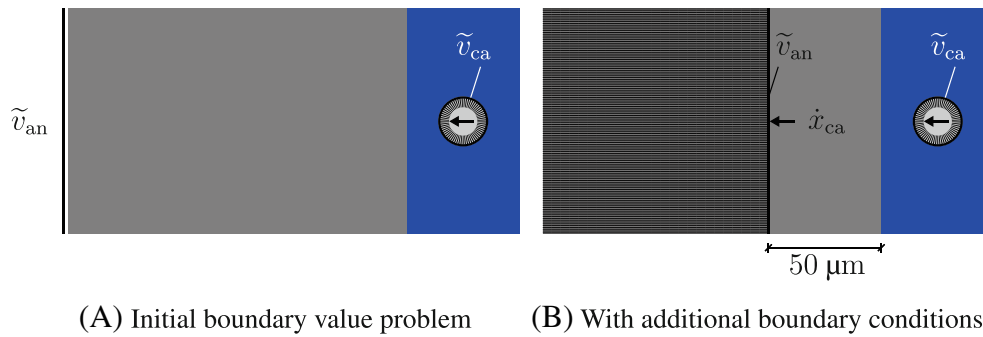 ṽ_an
ṽ_ca
ṽ_an
ẋ_ca
ṽ_ca
50 μm
(A) Initial boundary value problem
(B) With additional boundary conditions